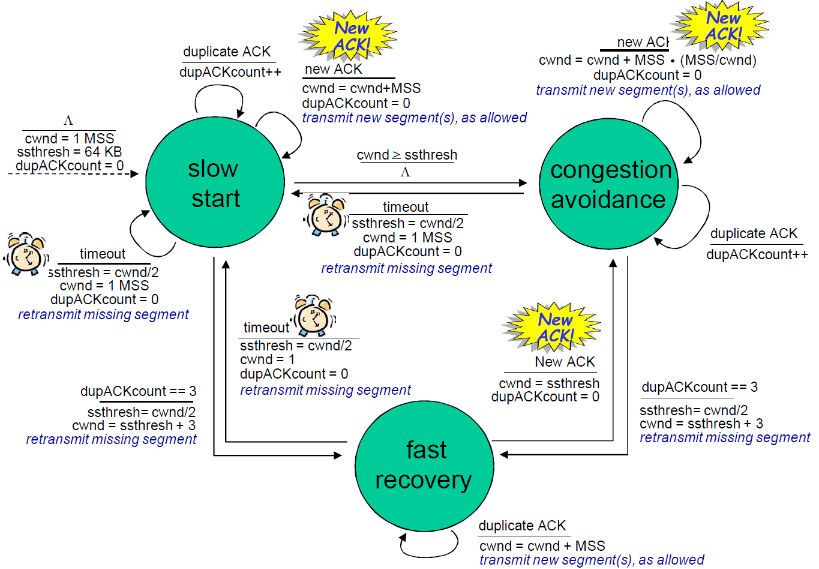 New
ACK!
duplicate ACK
dupACKcount++
new ACK
cwnd = cwnd+MSS
dupACKcount = 0
transmit new segment(s), as allowed
New
ACK!
new ACK
cwnd = cwnd + MSS • (MSS/cwnd)
dupACKcount = 0
transmit new segment(s), as allowed
Λ
cwnd = 1 MSS
ssthresh = 64 KB
dupACKcount = 0
slow
start
cwnd ≥ ssthresh
Λ
congestion
avoidance
timeout
ssthresh = cwnd/2
cwnd = 1 MSS
dupACKcount = 0
retransmit missing segment
timeout
ssthresh = cwnd/2
cwnd = 1 MSS
dupACKcount = 0
retransmit missing segment
duplicate ACK
dupACKcount++
timeout
ssthresh = cwnd/2
cwnd = 1
dupACKcount = 0
retransmit missing segment
New
ACK!
New ACK
cwnd = ssthresh
dupACKcount = 0
dupACKcount == 3
ssthresh= cwnd/2
cwnd = ssthresh + 3
retransmit missing segment
dupACKcount == 3
ssthresh= cwnd/2
cwnd = ssthresh + 3
retransmit missing segment
fast
recovery
duplicate ACK
cwnd = cwnd + MSS
transmit new segment(s), as allowed